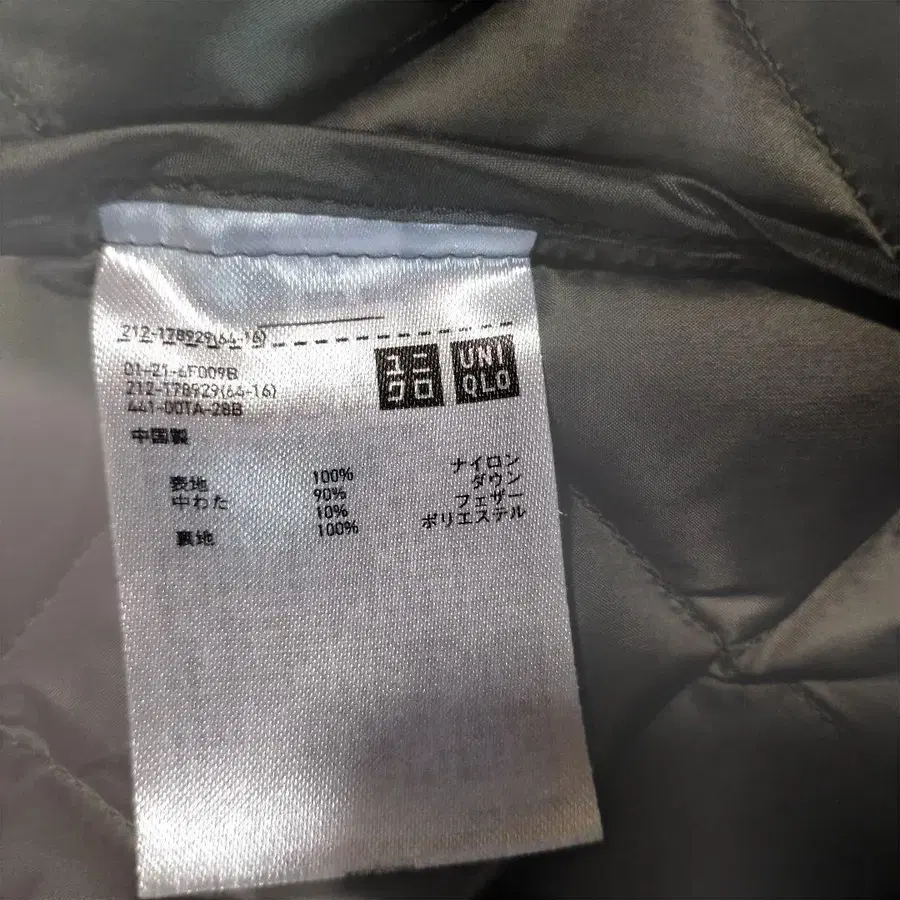 212-178929(64-16)
ユニクロ
UNIQLO
01-21-6F009B
212-178929(64-16)
441-001A-28B
中国製
表地 100% ナイロン
中わた 90% ダウン
10% フェザー
裏地 100% ポリエステル